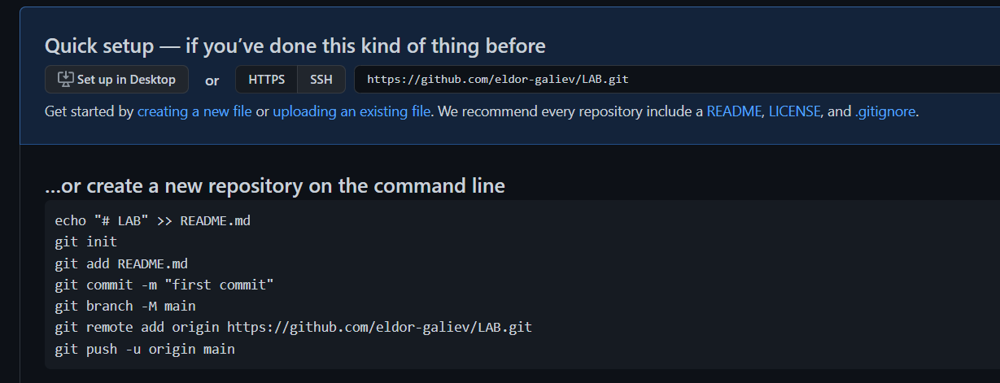 Quick setup — if you’ve done this kind of thing before
Set up in Desktop or HTTPS SSH https://github.com/eldor-galiev/LAB.git
Get started by creating a new file or uploading an existing file. We recommend every repository include a README, LICENSE, and .gitignore.
…or create a new repository on the command line
echo "# LAB" >> README.md
git init
git add README.md
git commit -m "first commit"
git branch -M main
git remote add origin https://github.com/eldor-galiev/LAB.git
git push -u origin main